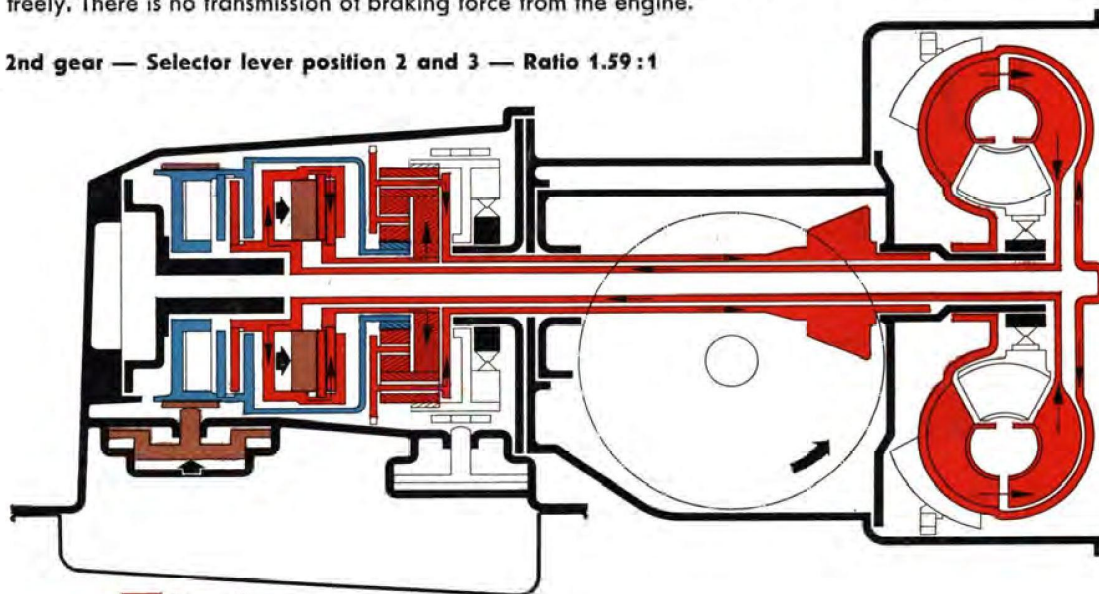 freely. There is no transmission of braking force from the engine.
2nd gear — Selector lever position 2 and 3 — Ratio 1.59:1